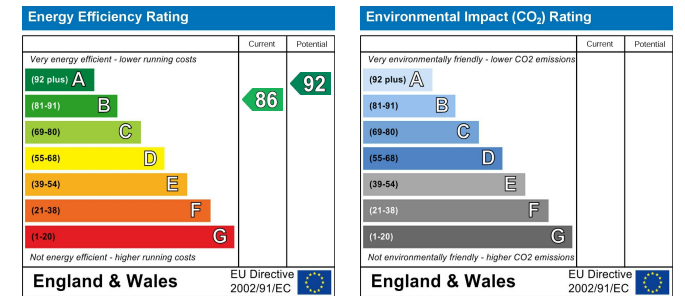 Energy Efficiency Rating
Current Potential
Very energy efficient - lower running costs
(92 plus) A
(81-91) B
(69-80) C
(55-68) D
(39-54) E
(21-38) F
(1-20) G
86
92
Not energy efficient - higher running costs
England & Wales
EU Directive
2002/91/EC
Environmental Impact (CO₂) Rating
Current Potential
Very environmentally friendly - lower CO2 emissions
(92 plus) A
(81-91) B
(69-80) C
(55-68) D
(39-54) E
(21-38) F
(1-20) G
Not environmentally friendly - higher CO2 emissions
England & Wales
EU Directive
2002/91/EC